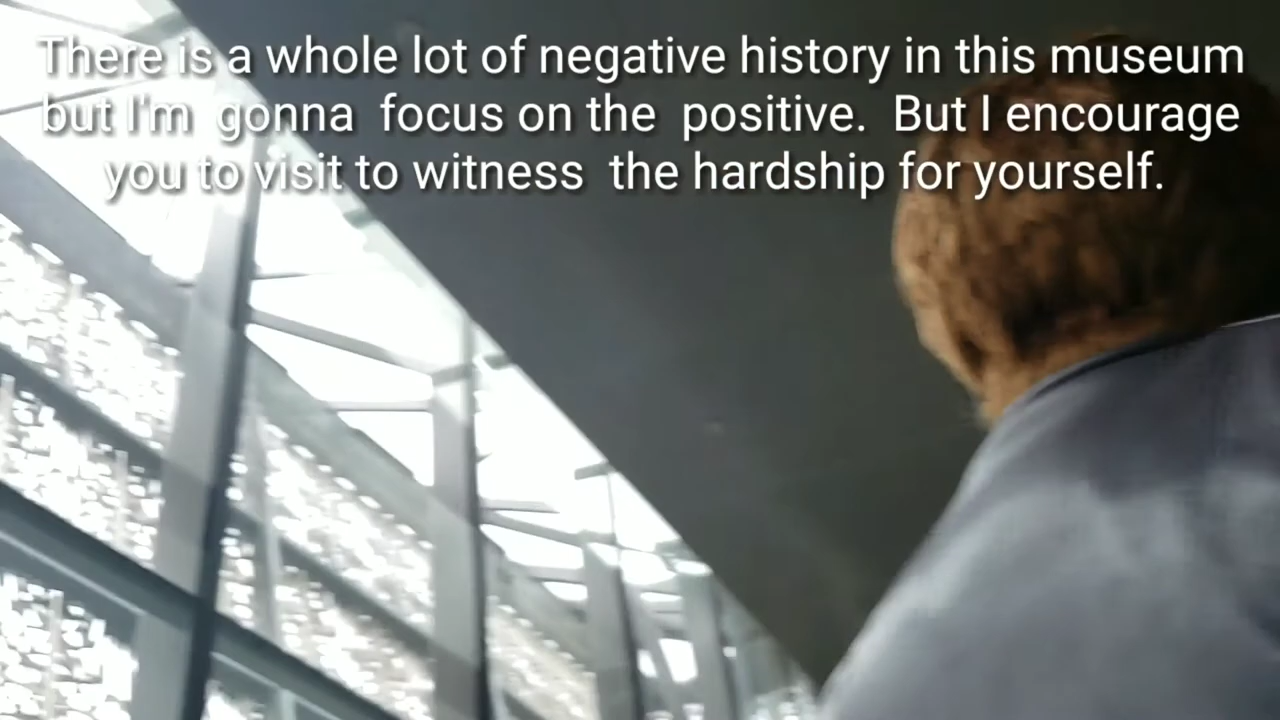 There is a whole lot of negative history in this museum
but I'm gonna focus on the positive. But I encourage
you to visit to witness the hardship for yourself.